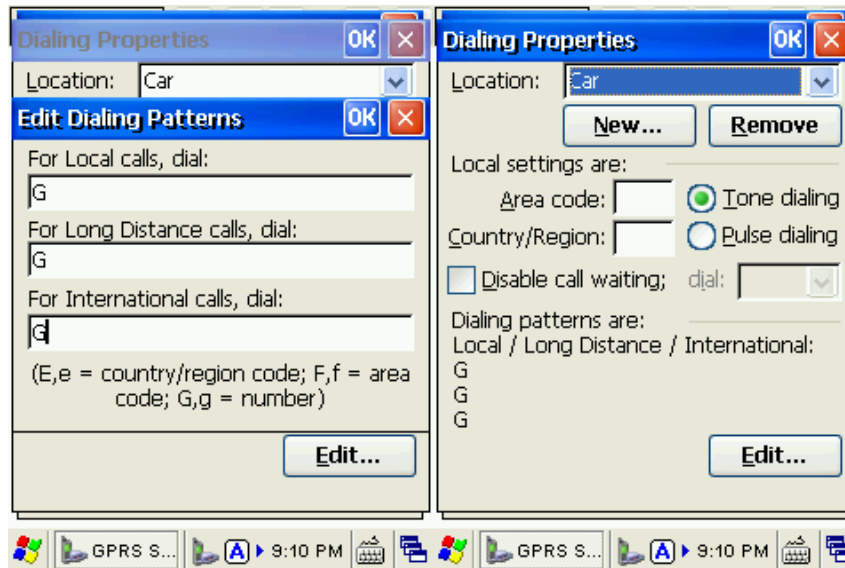 Dialing Properties OK
Location: Car
Edit Dialing Patterns OK
For Local calls, dial:
G
For Long Distance calls, dial:
G
For International calls, dial:
G
(E,e = country/region code; F,f = area
code; G,g = number)
Edit...
GPRS S... A 9:10 PM
Dialing Properties OK
Location: Car
New... Remove
Local settings are:
Area code: Tone dialing
Country/Region: Pulse dialing
Disable call waiting; dial:
Dialing patterns are:
Local / Long Distance / International:
G
G
G
Edit...
GPRS S... A 9:10 PM